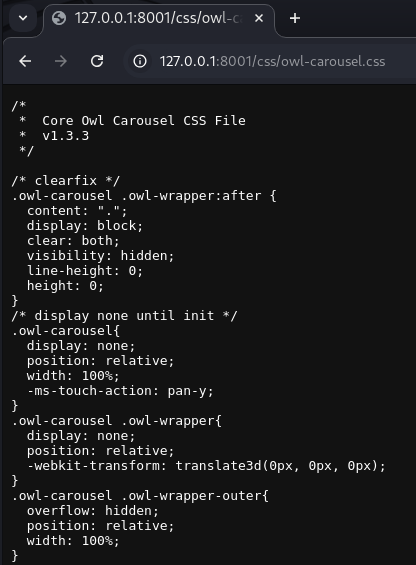 127.0.0.1:8001/css/owl-c
127.0.0.1:8001/css/owl-carousel.css
/*
 *  Core Owl Carousel CSS File
 *  v1.3.3
 */

/* clearfix */
.owl-carousel .owl-wrapper:after {
  content: ".";
  display: block;
  clear: both;
  visibility: hidden;
  line-height: 0;
  height: 0;
}
/* display none until init */
.owl-carousel{
  display: none;
  position: relative;
  width: 100%;
  -ms-touch-action: pan-y;
}
.owl-carousel .owl-wrapper{
  display: none;
  position: relative;
  -webkit-transform: translate3d(0px, 0px, 0px);
}
.owl-carousel .owl-wrapper-outer{
  overflow: hidden;
  position: relative;
  width: 100%;
}